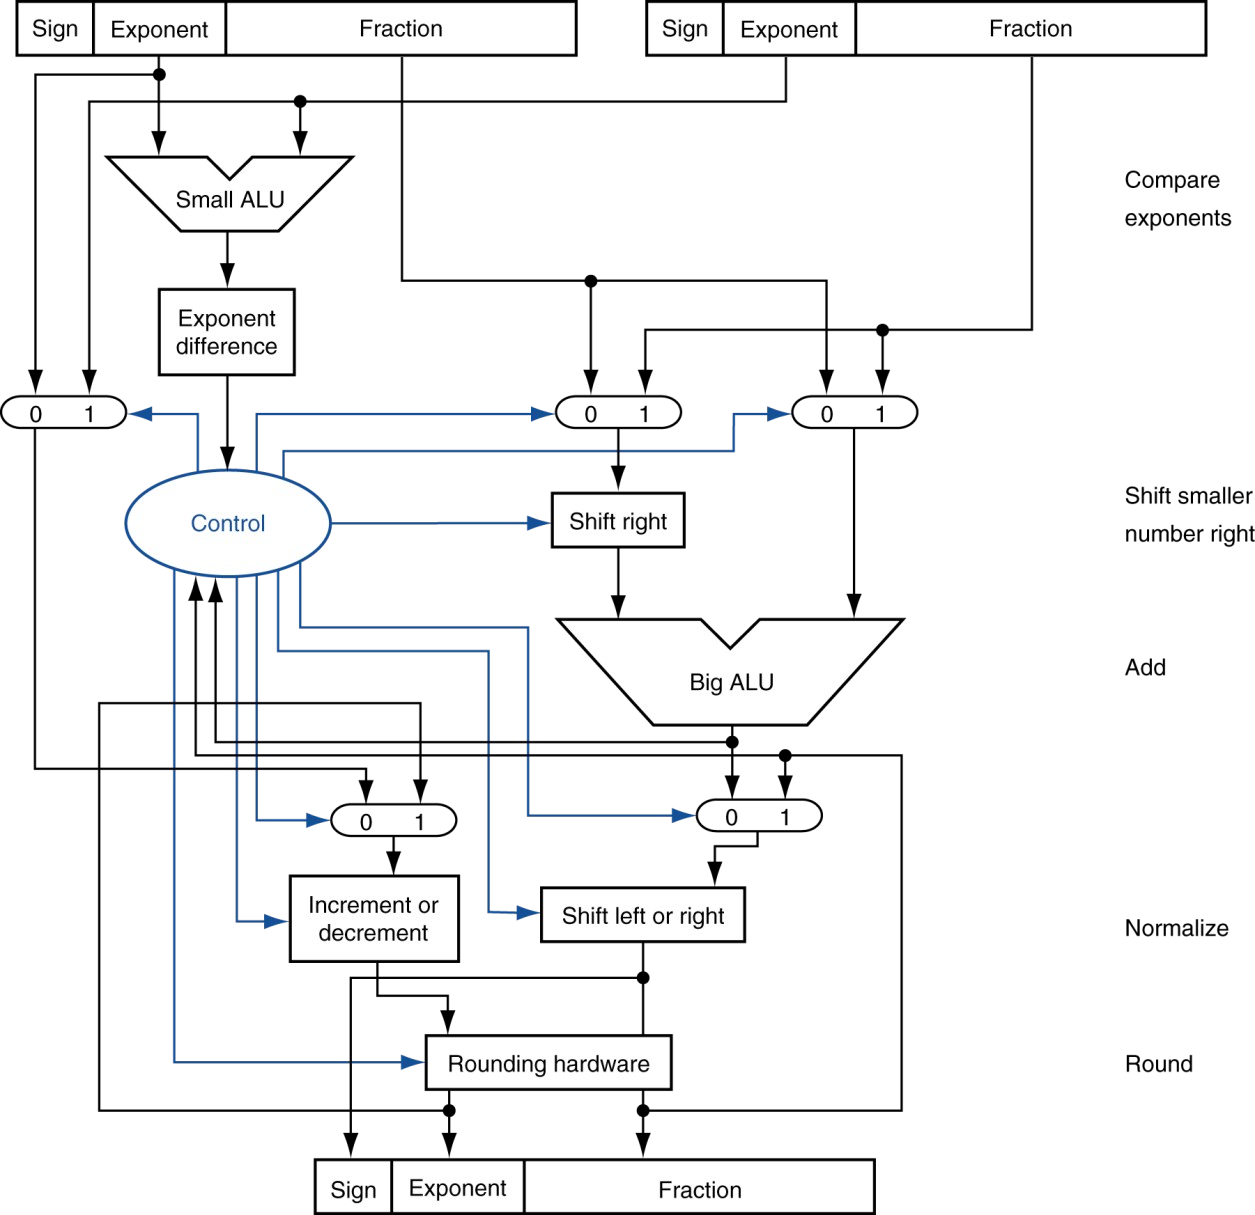 Sign Exponent Fraction Sign Exponent Fraction
Compare
exponents
Small ALU
Exponent
difference
0 1 0 1 0 1
Control
Shift right
Shift smaller
number right
Big ALU
Add
0 1 0 1
Increment or
decrement
Shift left or right
Normalize
Rounding hardware
Round
Sign Exponent Fraction